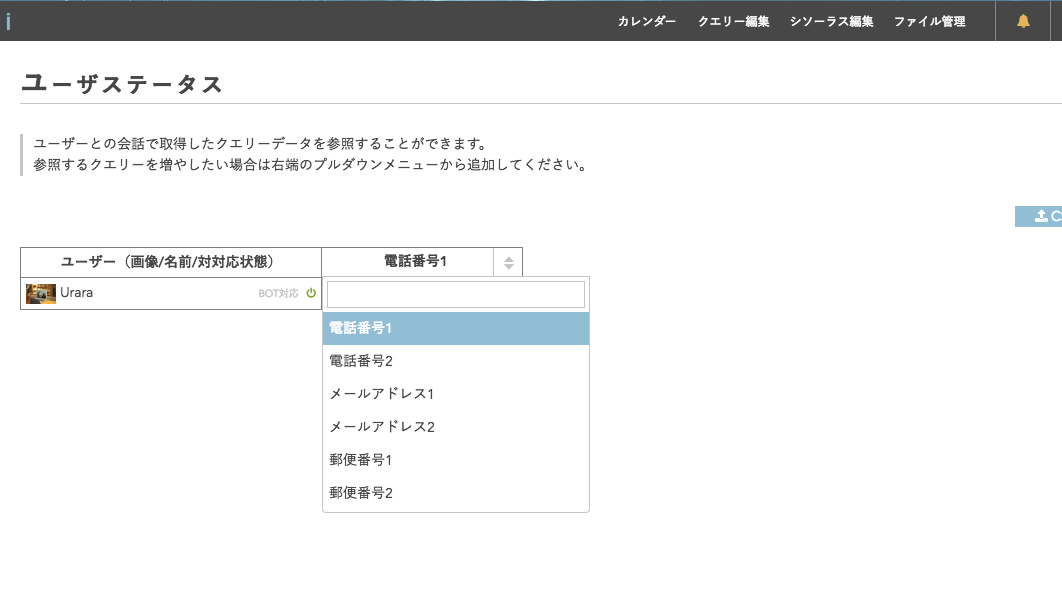 i
カレンダー クエリー編集 シソーラス編集 ファイル管理
ユーザステータス
ユーザーとの会話で取得したクエリーデータを参照することができます。
参照するクエリーを増やしたい場合は右端のプルダウンメニューから追加してください。
ユーザー（画像/名前/対対応状態） 電話番号1
Urara BOT対応
電話番号1
電話番号2
メールアドレス1
メールアドレス2
郵便番号1
郵便番号2